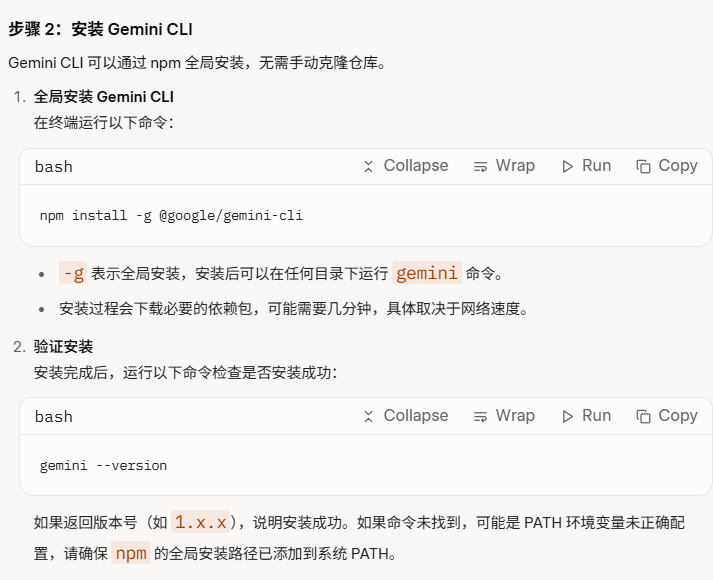 步骤 2：安装 Gemini CLI
Gemini CLI 可以通过 npm 全局安装，无需手动克隆仓库。
1. 全局安装 Gemini CLI
在终端运行以下命令：
bash Collapse Wrap Run Copy
npm install -g @google/gemini-cli
• -g 表示全局安装，安装后可以在任何目录下运行 gemini 命令。
• 安装过程会下载必要的依赖包，可能需要几分钟，具体取决于网络速度。
2. 验证安装
安装完成后，运行以下命令检查是否安装成功：
bash Collapse Wrap Run Copy
gemini --version
如果返回版本号（如 1.x.x），说明安装成功。如果命令未找到，可能是 PATH 环境变量未正确配
置，请确保 npm 的全局安装路径已添加到系统 PATH。